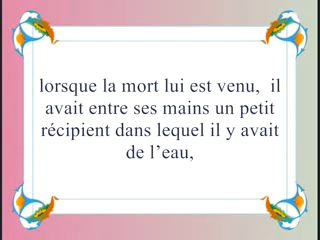 lorsque la mort lui est venu,  il
avait entre ses mains un petit
récipient dans lequel il y avait
de l’eau,